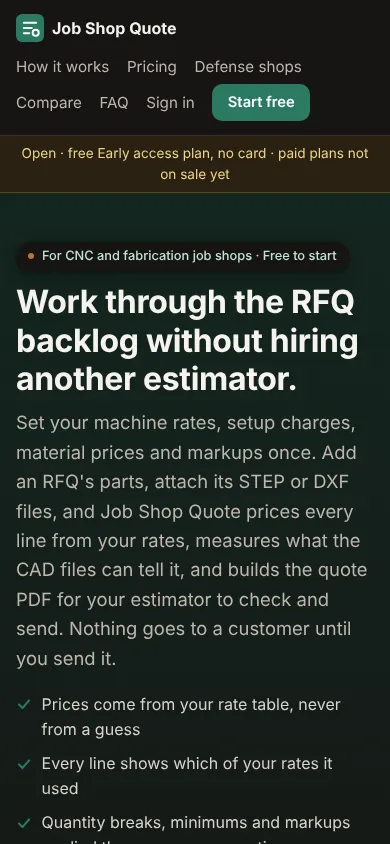 Job Shop Quote
How it works Pricing Defense shops
Compare FAQ Sign in Start free
Open · free Early access plan, no card · paid plans not
on sale yet
For CNC and fabrication job shops · Free to start
Work through the RFQ
backlog without hiring
another estimator.
Set your machine rates, setup charges,
material prices and markups once. Add
an RFQ's parts, attach its STEP or DXF
files, and Job Shop Quote prices every
line from your rates, measures what the
CAD files can tell it, and builds the quote
PDF for your estimator to check and
send. Nothing goes to a customer until
you send it.
Prices come from your rate table, never
from a guess
Every line shows which of your rates it
used
Quantity breaks, minimums and markups